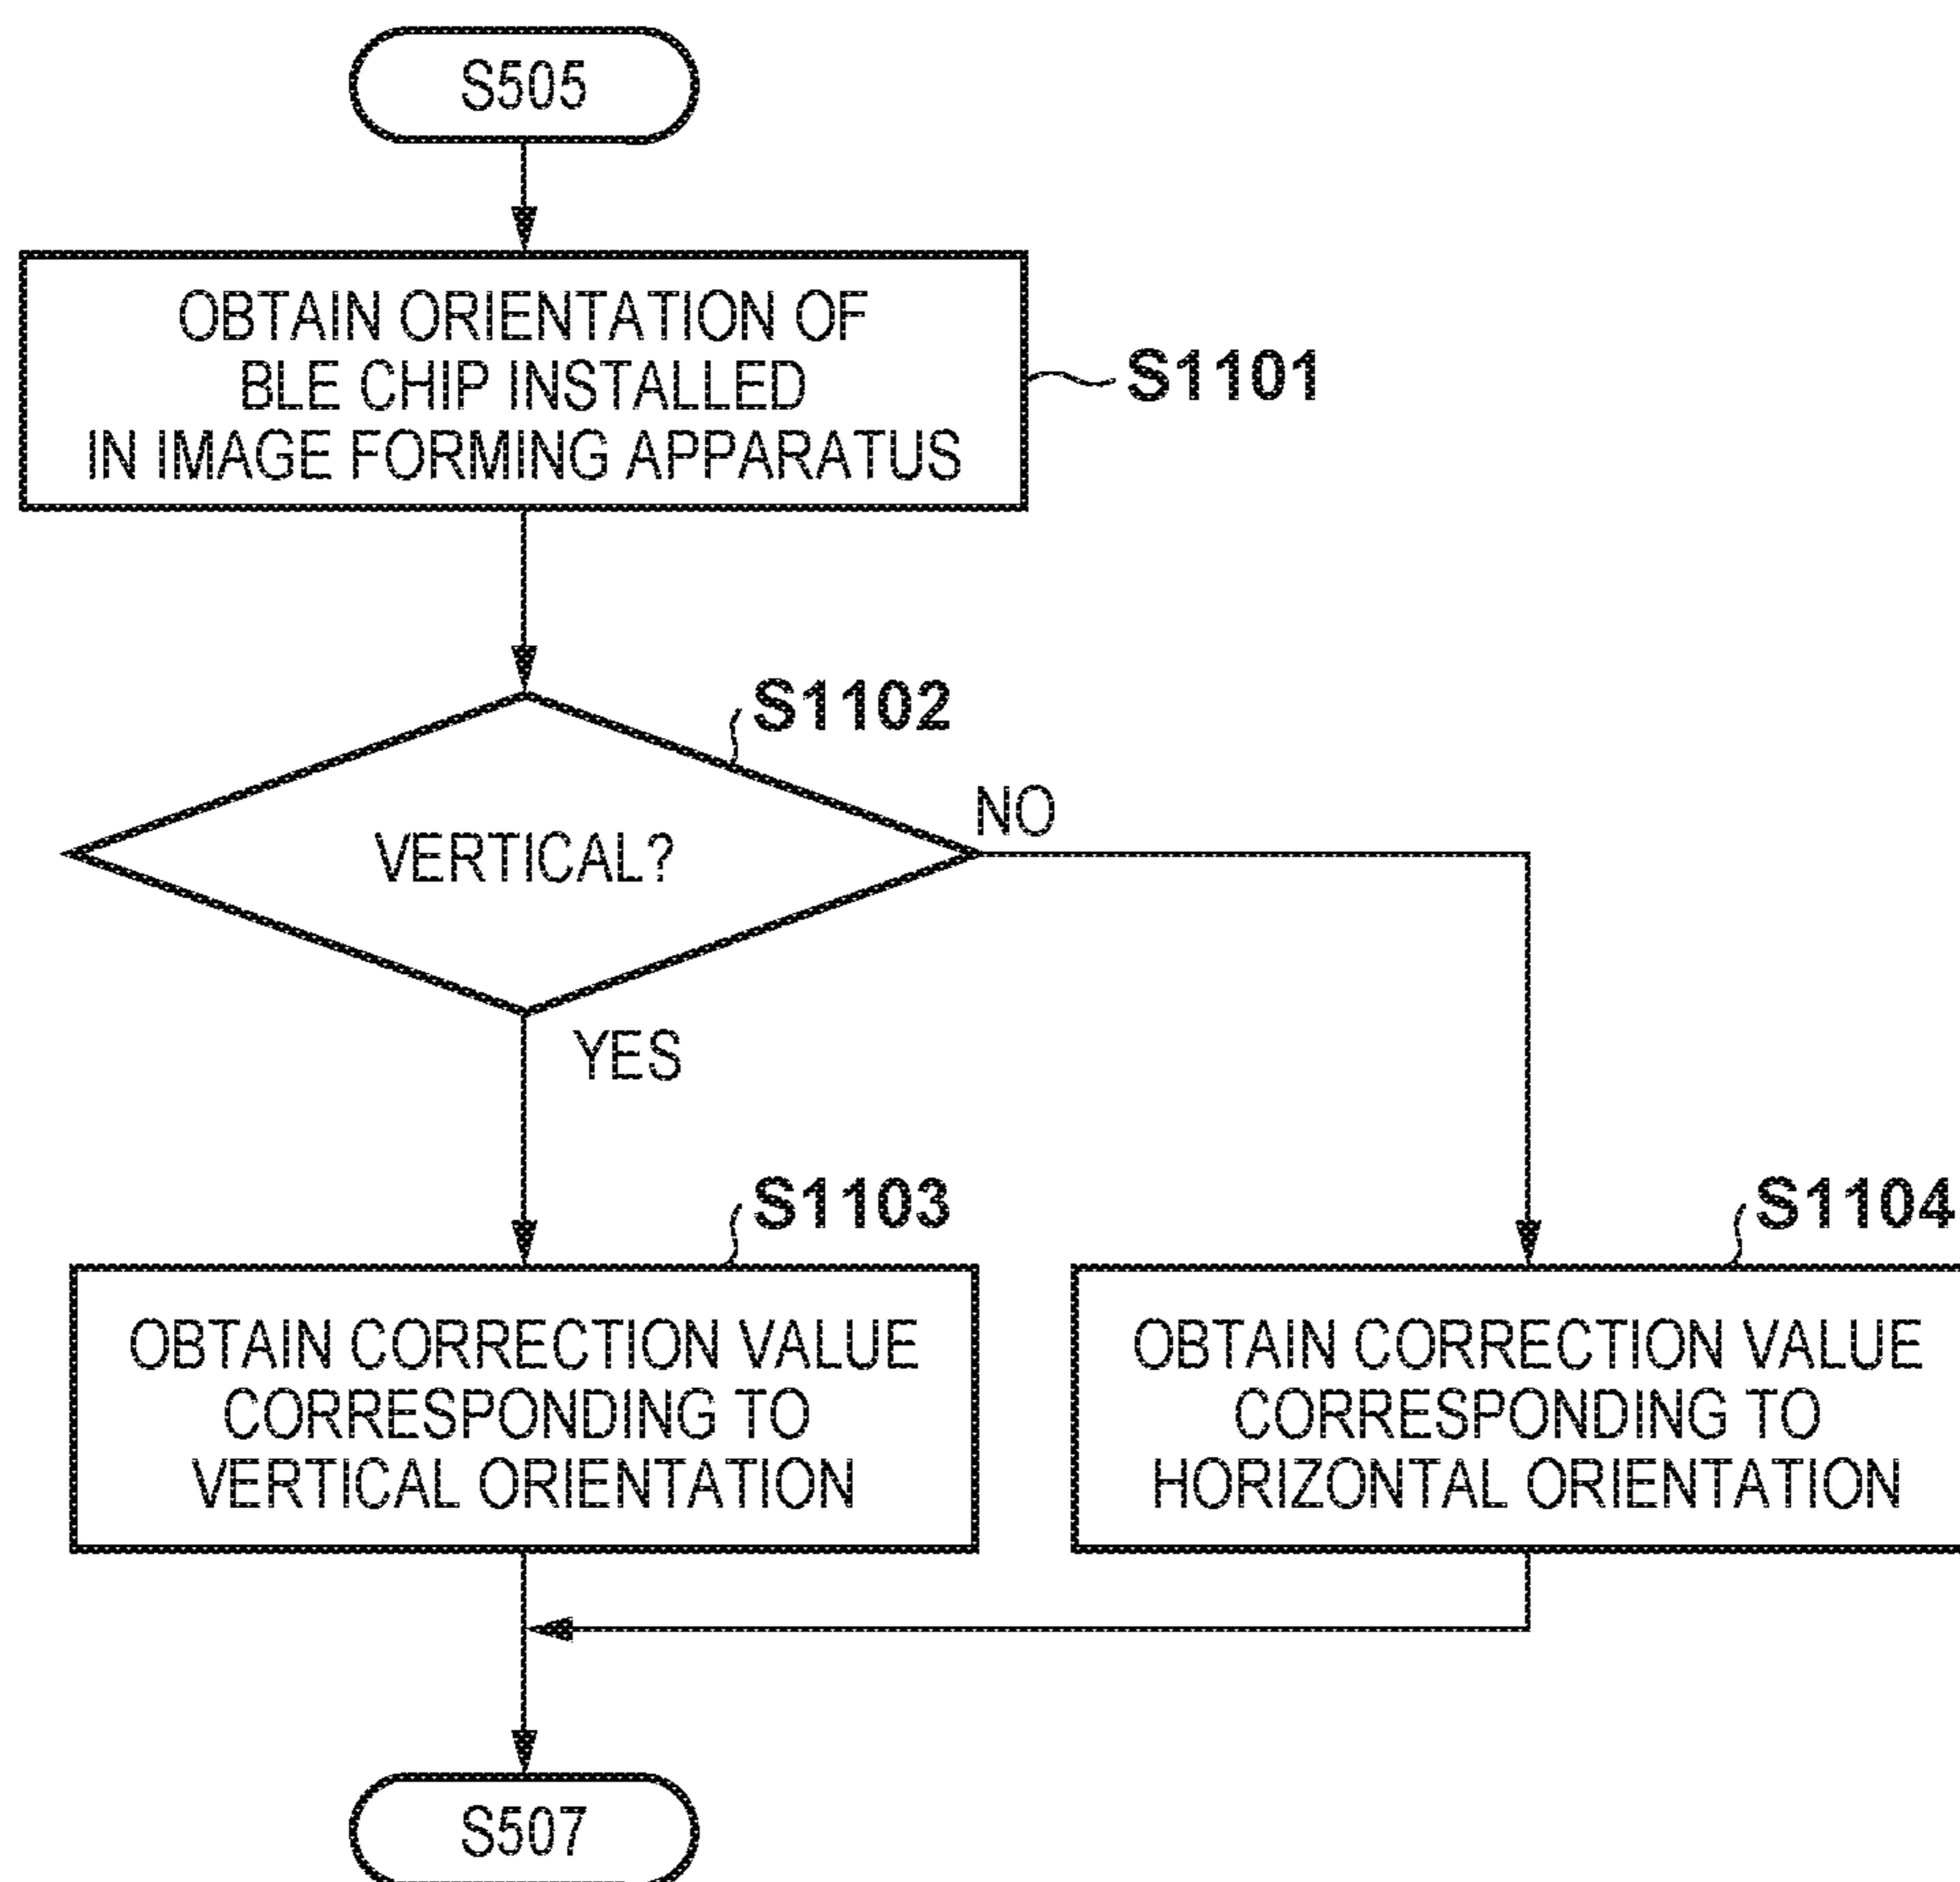 S505
OBTAIN ORIENTATION OF
BLE CHIP INSTALLED
IN IMAGE FORMING APPARATUS
S1101
S1102
VERTICAL?
NO
YES
S1103
OBTAIN CORRECTION VALUE
CORRESPONDING TO
VERTICAL ORIENTATION
S1104
OBTAIN CORRECTION VALUE
CORRESPONDING TO
HORIZONTAL ORIENTATION
S507